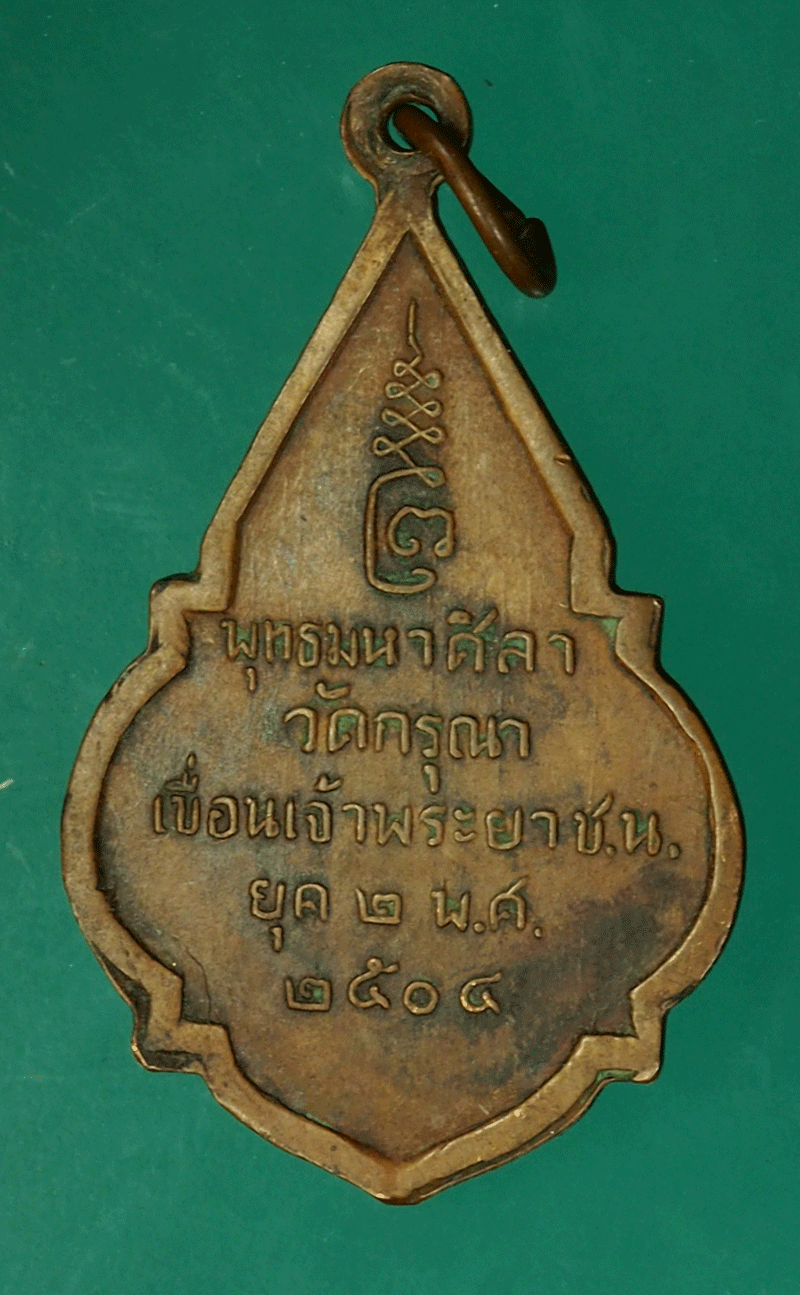 พุทธมหาศิลา
วัดกรุณา
เขื่อนเจ้าพระยาช.น.
ยุค ๒ พ.ศ.
๒๕๐๔